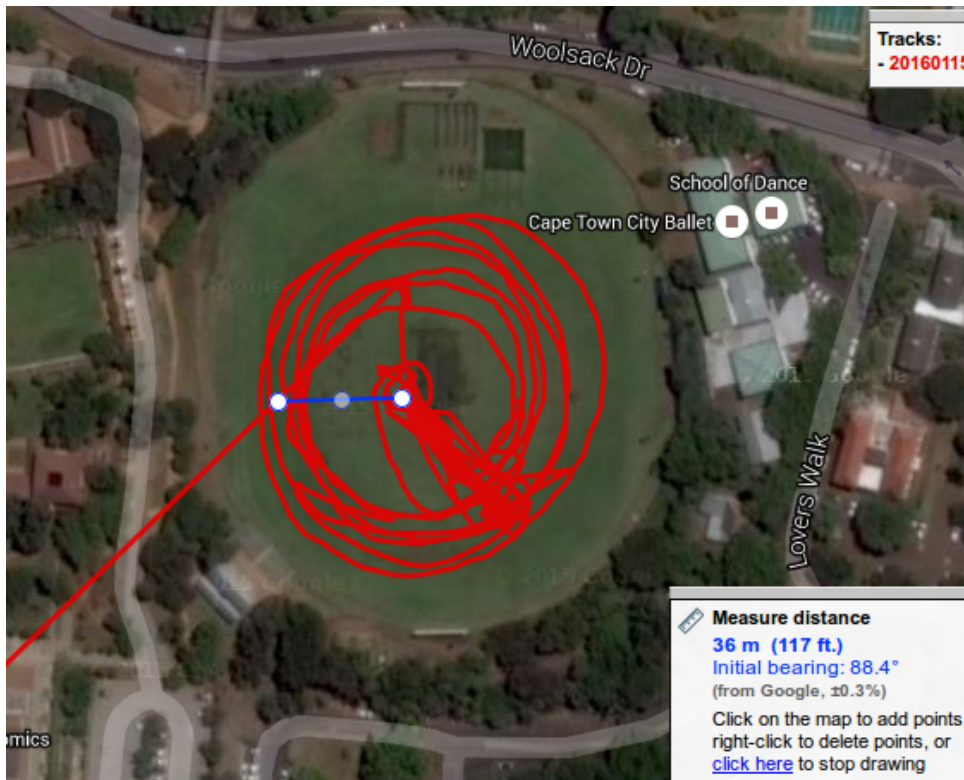 Woolsack Dr
Tracks:
- 20160115
School of Dance
Cape Town City Ballet
Lovers Walk
Measure distance
36 m (117 ft.)
Initial bearing: 88.4°
(from Google, ±0.3%)
Click on the map to add points
right-click to delete points, or
click here to stop drawing
omics